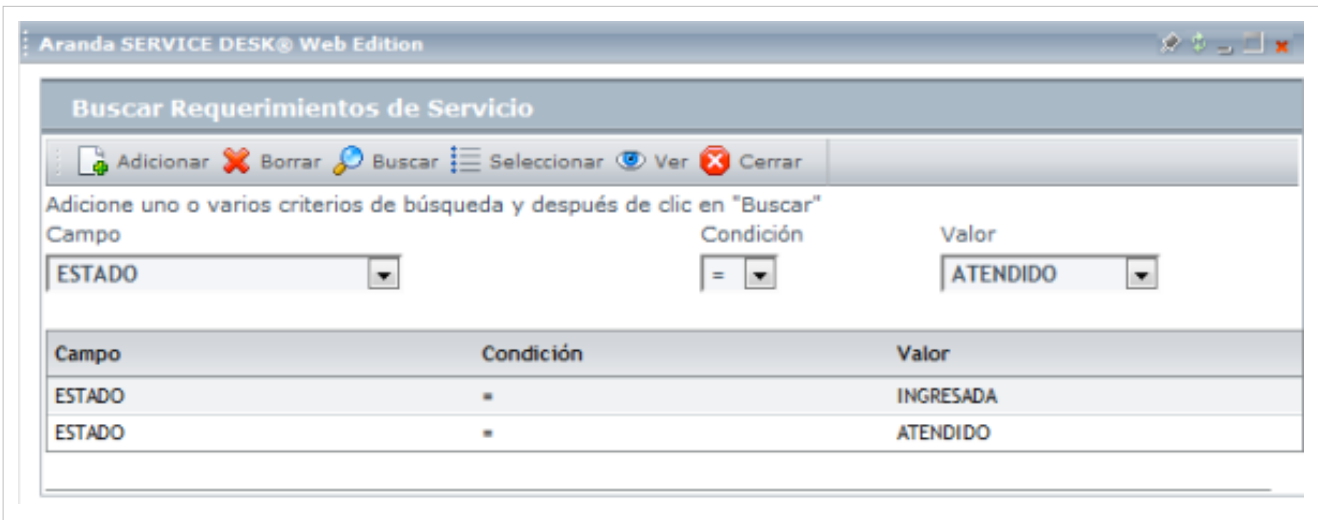 Aranda SERVICE DESK® Web Edition
Buscar Requerimientos de Servicio
Adicionar Borrar Buscar Seleccionar Ver Cerrar
Adicione uno o varios criterios de búsqueda y después de clic en "Buscar"
Campo Condición Valor
ESTADO = ATENDIDO
Campo Condición Valor
ESTADO = INGRESADA
ESTADO = ATENDIDO